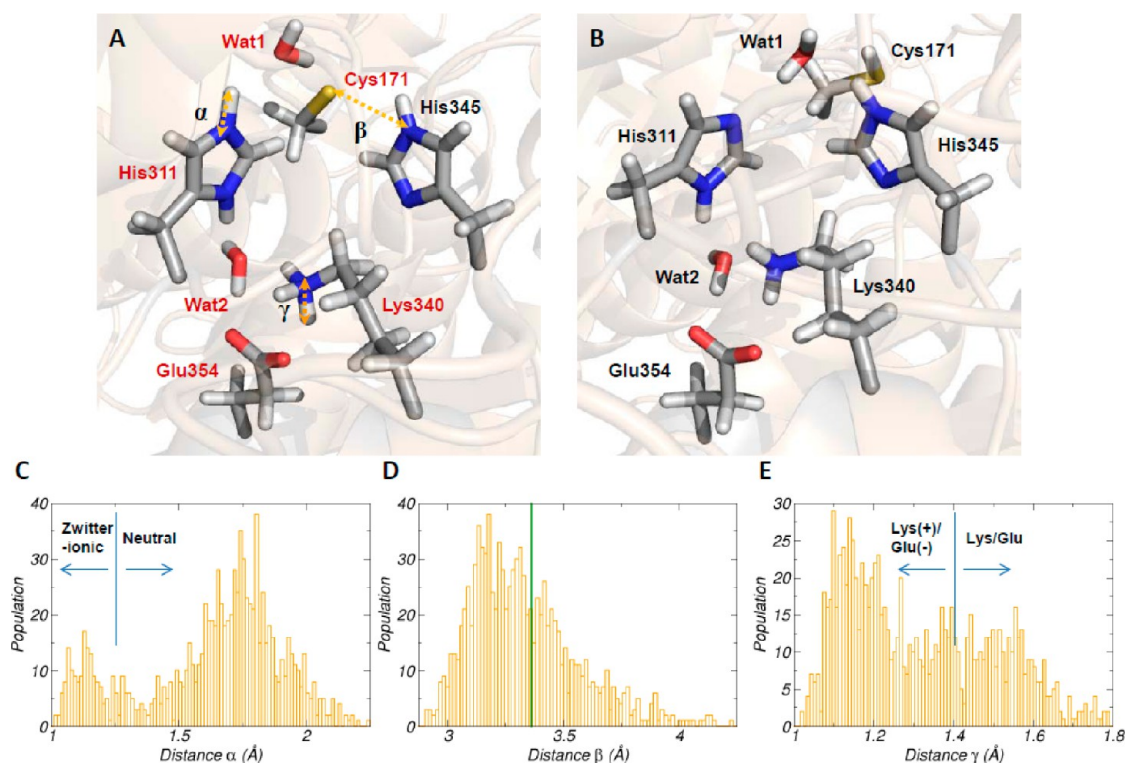 A
Wat1
Cys171
α
His345
β
His311
Wat2
γ
Lys340
Glu354
B
Wat1
Cys171
His311
His345
Wat2
Lys340
Glu354
C
40
30
20
10
0
Population
Zwitter
-ionic
Neutral
1
1.5
2
Distance α (Å)
D
40
30
20
10
0
Population
3
3.5
4
Distance β (Å)
E
30
25
20
15
10
5
0
Population
Lys(+)/
Glu(-)
Lys/Glu
1
1.2
1.4
1.6
1.8
Distance γ (Å)